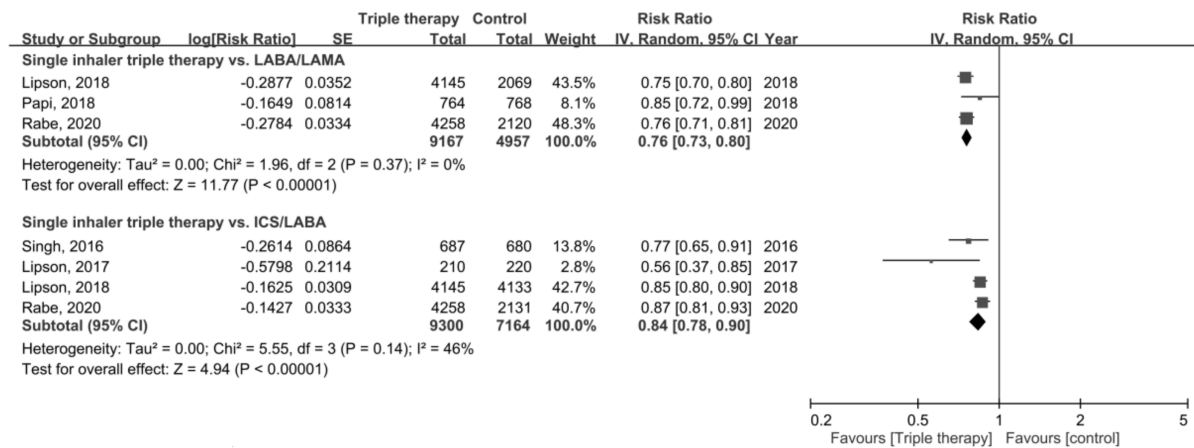 Triple therapy Control Risk Ratio Risk Ratio
Study or Subgroup log[Risk Ratio] SE Total Total Weight IV, Random, 95% CI Year IV, Random, 95% CI
Single inhaler triple therapy vs. LABA/LAMA
Lipson, 2018 -0.2877 0.0352 4145 2069 43.5% 0.75 [0.70, 0.80] 2018
Papi, 2018 -0.1649 0.0814 764 768 8.1% 0.85 [0.72, 0.99] 2018
Rabe, 2020 -0.2784 0.0334 4258 2120 48.3% 0.76 [0.71, 0.81] 2020
Subtotal (95% CI) 9167 4957 100.0% 0.76 [0.73, 0.80]
Heterogeneity: Tau² = 0.00; Chi² = 1.96, df = 2 (P = 0.37); I² = 0%
Test for overall effect: Z = 11.77 (P < 0.00001)
Single inhaler triple therapy vs. ICS/LABA
Singh, 2016 -0.2614 0.0864 687 680 13.8% 0.77 [0.65, 0.91] 2016
Lipson, 2017 -0.5798 0.2114 210 220 2.8% 0.56 [0.37, 0.85] 2017
Lipson, 2018 -0.1625 0.0309 4145 4133 42.7% 0.85 [0.80, 0.90] 2018
Rabe, 2020 -0.1427 0.0333 4258 2131 40.7% 0.87 [0.81, 0.93] 2020
Subtotal (95% CI) 9300 7164 100.0% 0.84 [0.78, 0.90]
Heterogeneity: Tau² = 0.00; Chi² = 5.55, df = 3 (P = 0.14); I² = 46%
Test for overall effect: Z = 4.94 (P < 0.00001)
0.2 0.5 1 2 5
Favours [Triple therapy] Favours [control]